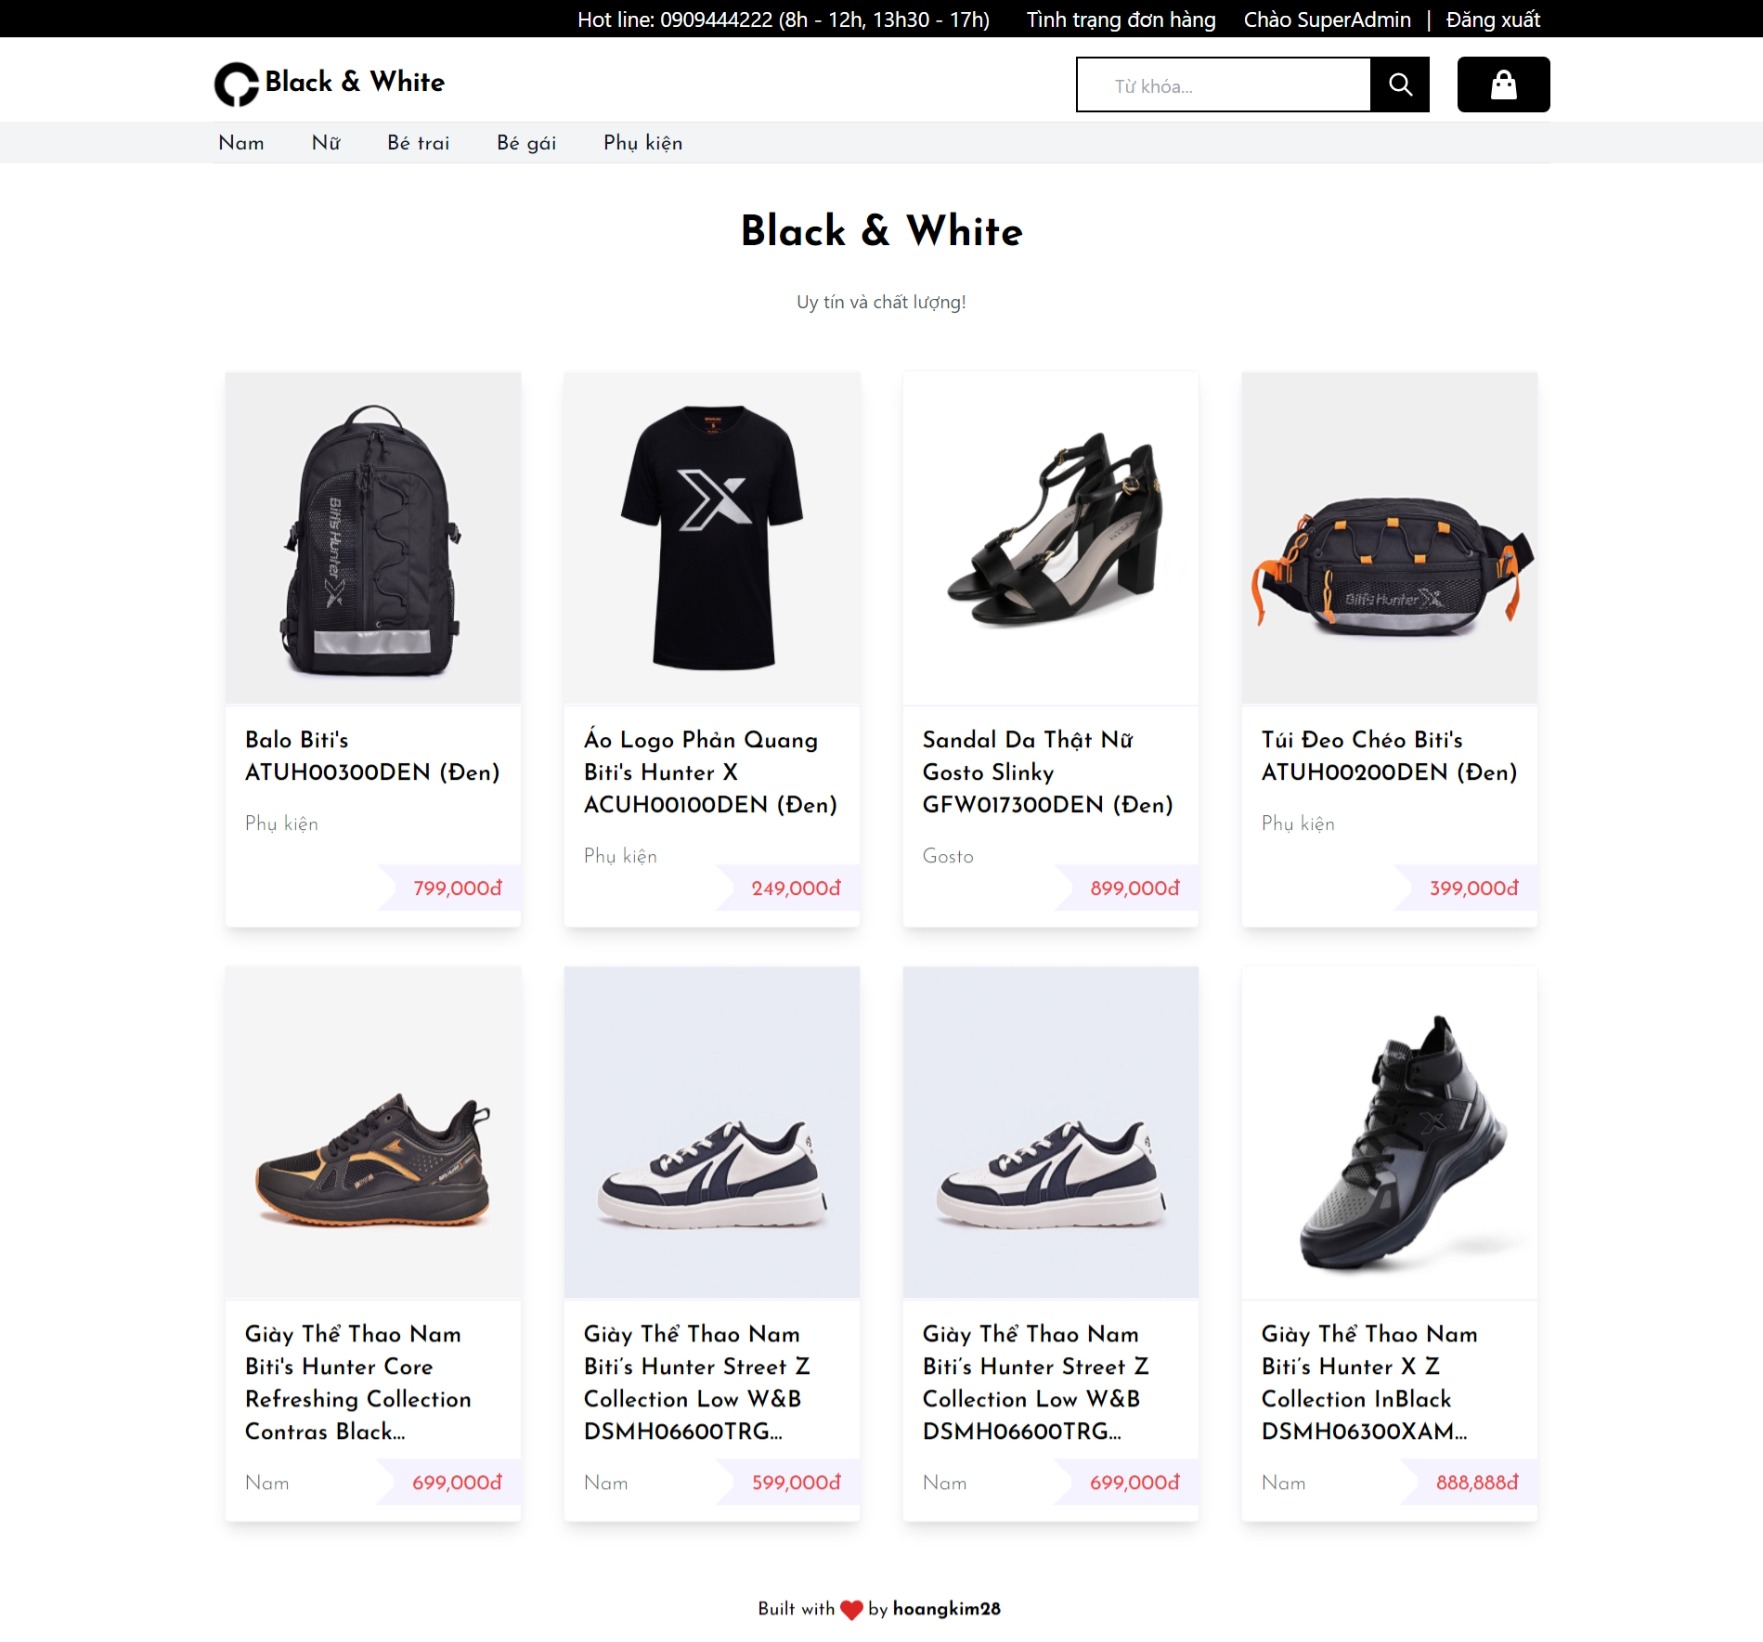 Hot line: 0909444222 (8h - 12h, 13h30 - 17h) Tình trạng đơn hàng Chào SuperAdmin | Đăng xuất
Black & White
Từ khóa...
Nam Nữ Bé trai Bé gái Phụ kiện
Black & White
Uy tín và chất lượng!
Biti's Hunter X
Biti's Hunter X
Balo Biti's
ATUH00300DEN (Đen)
Phụ kiện
799,000đ
Áo Logo Phản Quang
Biti's Hunter X
ACUH00100DEN (Đen)
Phụ kiện
249,000đ
Sandal Da Thật Nữ
Gosto Slinky
GFW017300DEN (Đen)
Gosto
899,000đ
Túi Đeo Chéo Biti's
ATUH00200DEN (Đen)
Phụ kiện
399,000đ
Giày Thể Thao Nam
Biti's Hunter Core
Refreshing Collection
Contras Black...
Nam
699,000đ
Giày Thể Thao Nam
Biti’s Hunter Street Z
Collection Low W&B
DSMH06600TRG...
Nam
599,000đ
Giày Thể Thao Nam
Biti’s Hunter Street Z
Collection Low W&B
DSMH06600TRG...
Nam
699,000đ
Giày Thể Thao Nam
Biti’s Hunter X Z
Collection InBlack
DSMH06300XAM...
Nam
888,888đ
Built with ❤ by hoangkim28